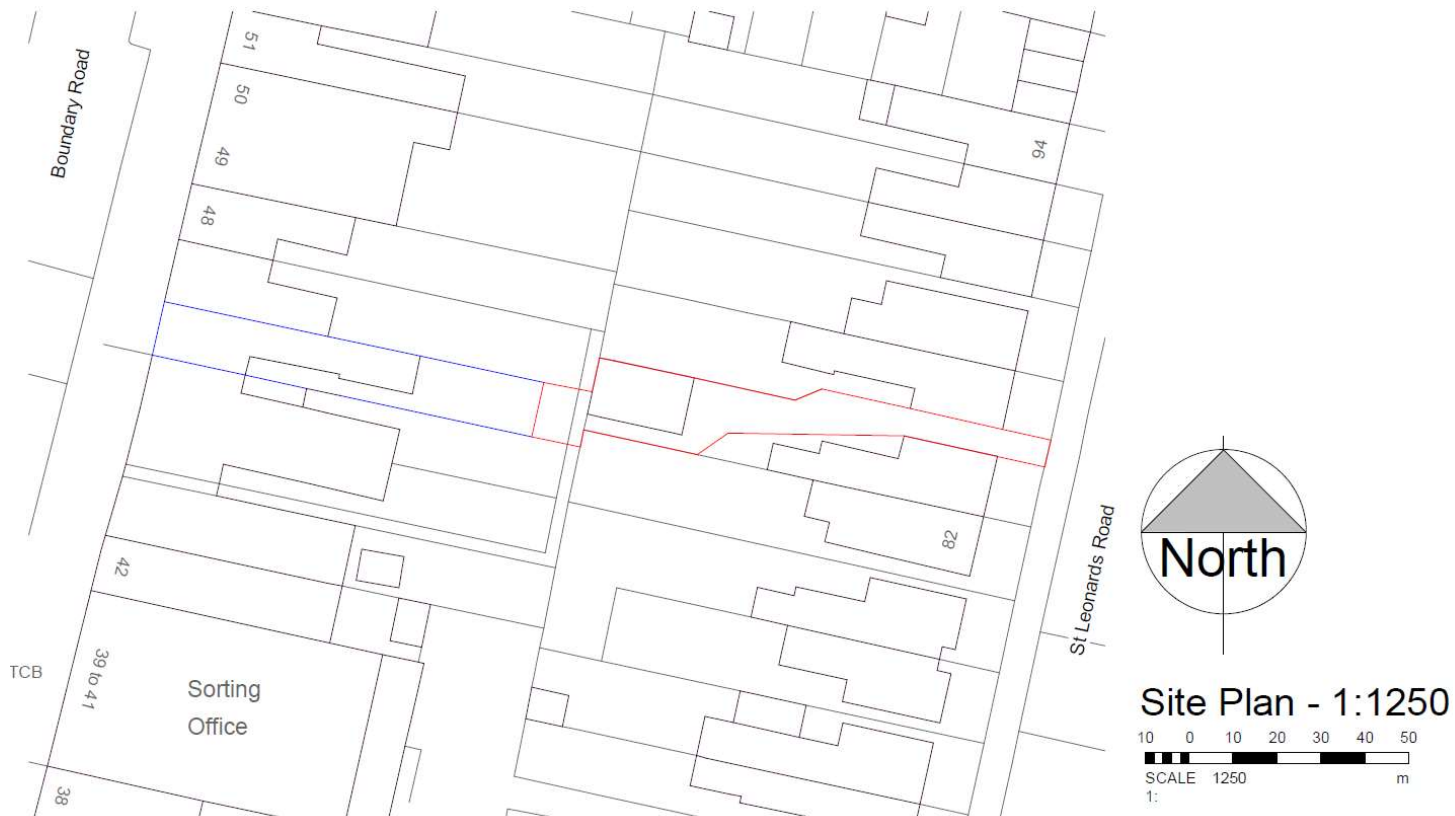 Boundary Road
51
50
49
48
94
82
42
39 to 41
38
TCB
Sorting
Office
St Leonards Road
North
Site Plan - 1:1250
10 0 10 20 30 40 50
SCALE 1250 m
1: